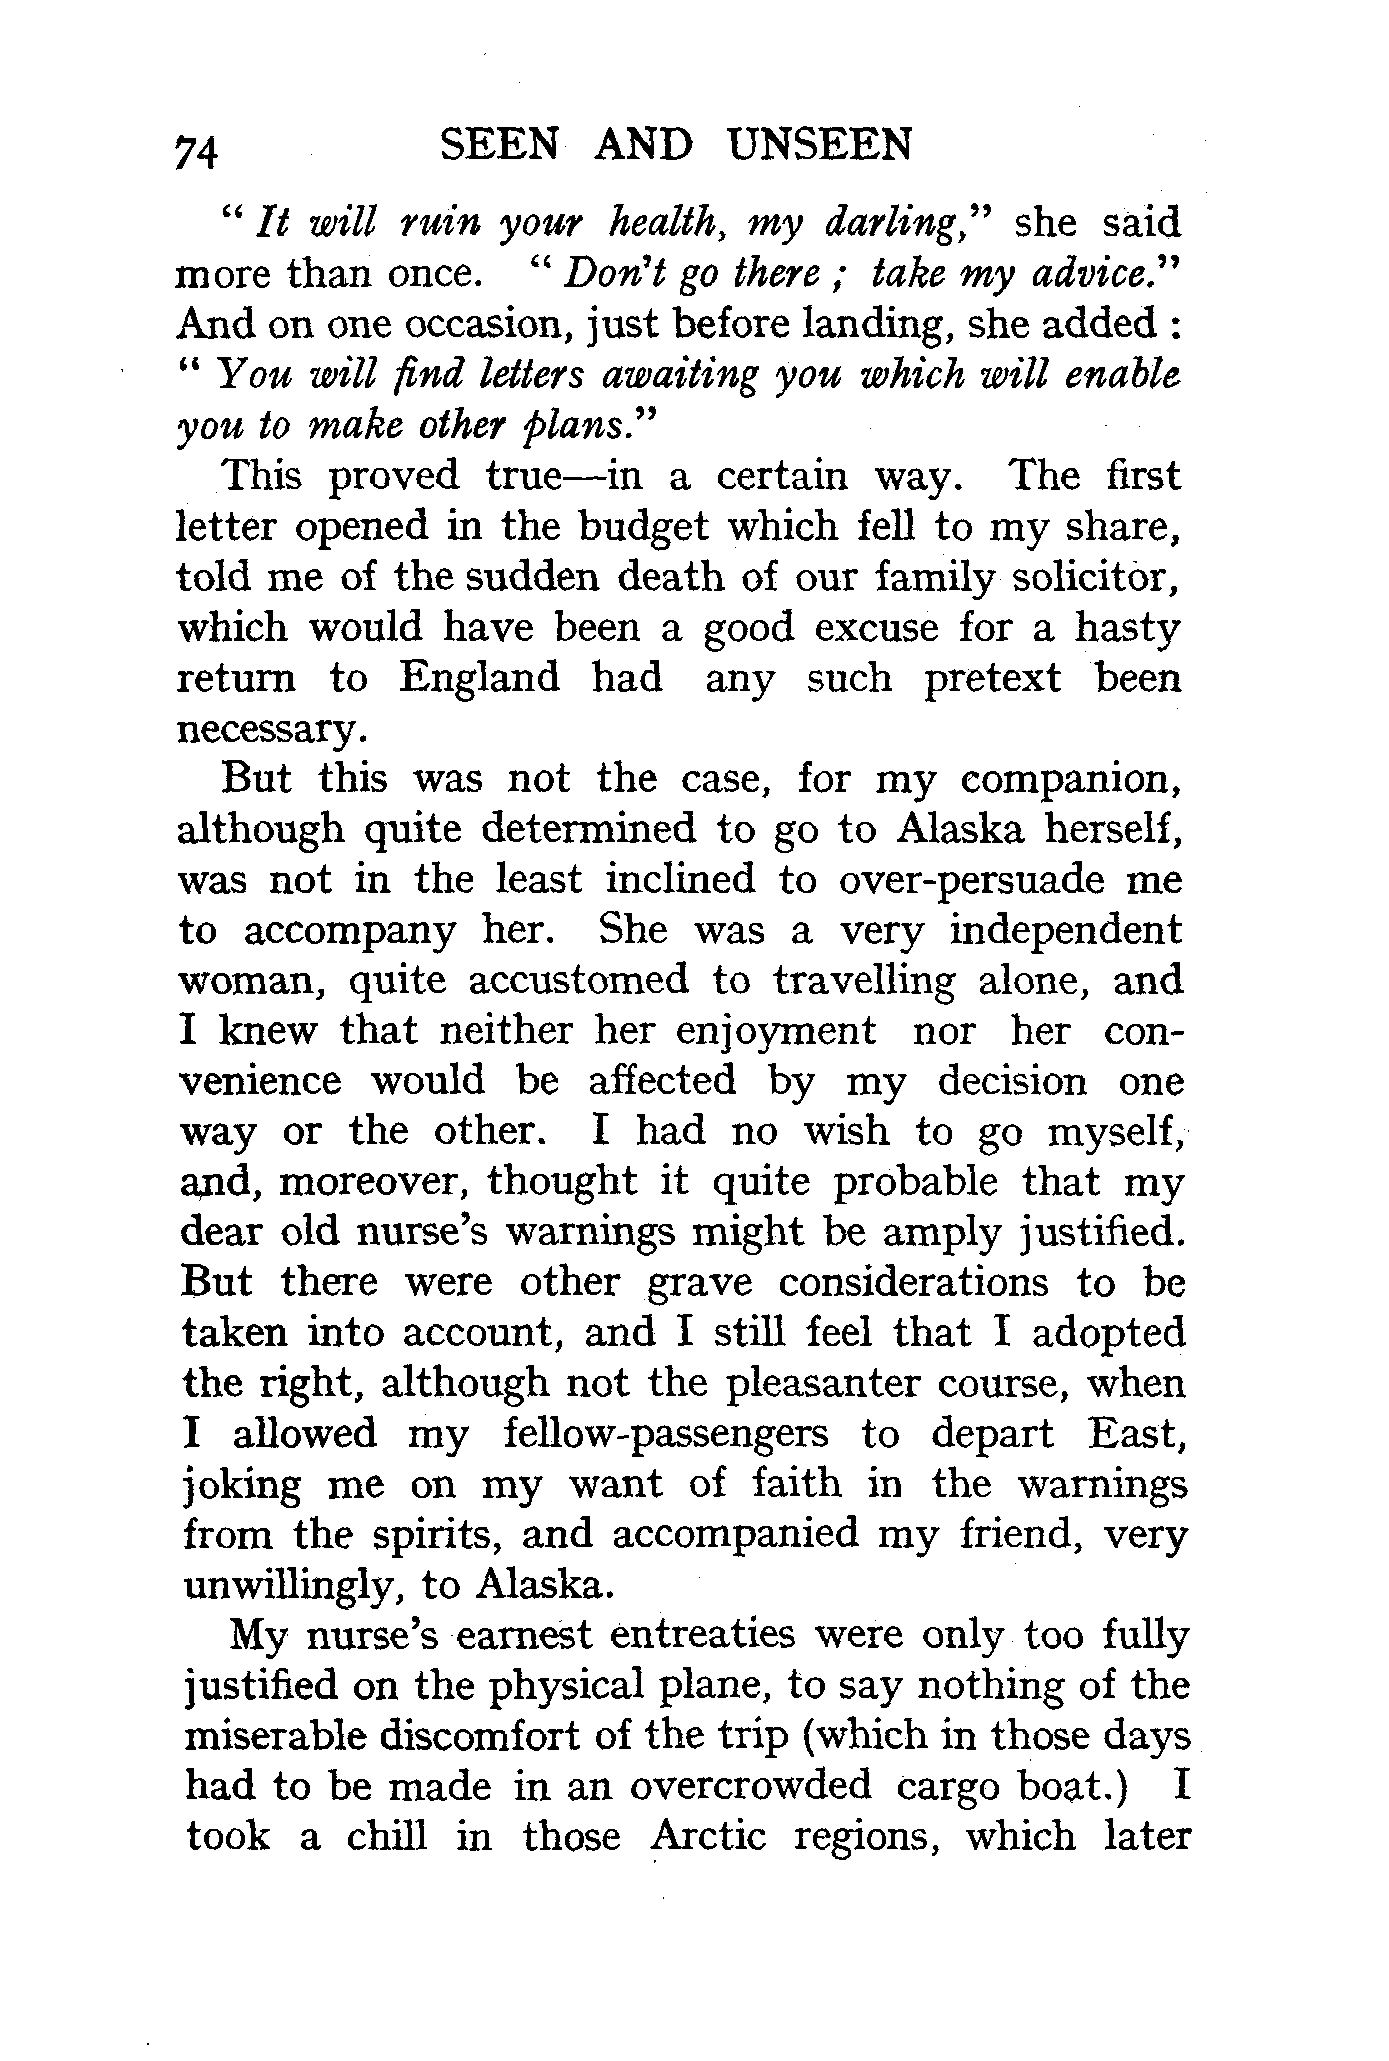 74 SEEN AND UNSEEN
" It will ruin your health, my darling," she said
more than once. " Don't go there ; take my advice."
And on one occasion, just before landing, she added :
" You will find letters awaiting you which will enable
you to make other plans."
This proved true—in a certain way. The first
letter opened in the budget which fell to my share,
told me of the sudden death of our family solicitor,
which would have been a good excuse for a hasty
return to England had any such pretext been
necessary.
But this was not the case, for my companion,
although quite determined to go to Alaska herself,
was not in the least inclined to over-persuade me
to accompany her. She was a very independent
woman, quite accustomed to travelling alone, and
I knew that neither her enjoyment nor her con-
venience would be affected by my decision one
way or the other. I had no wish to go myself,
and, moreover, thought it quite probable that my
dear old nurse's warnings might be amply justified.
But there were other grave considerations to be
taken into account, and I still feel that I adopted
the right, although not the pleasanter course, when
I allowed my fellow-passengers to depart East,
joking me on my want of faith in the warnings
from the spirits, and accompanied my friend, very
unwillingly, to Alaska.
My nurse's earnest entreaties were only too fully
justified on the physical plane, to say nothing of the
miserable discomfort of the trip (which in those days
had to be made in an overcrowded cargo boat.) I
took a chill in those Arctic regions, which later